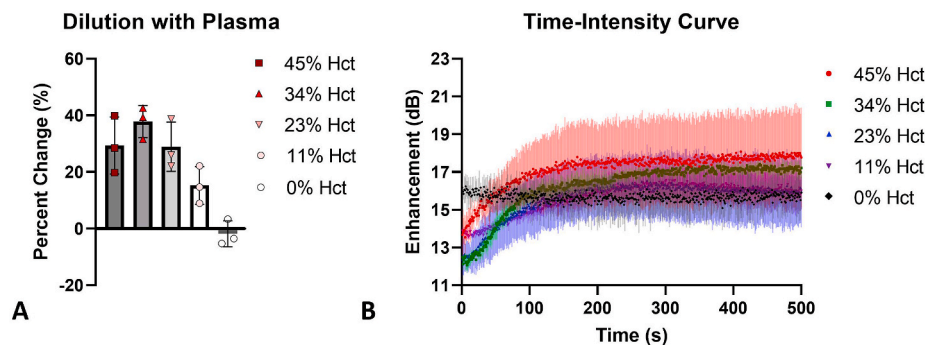 Dilution with Plasma
Percent Change (%)
60
40
20
0
-20
45% Hct
34% Hct
23% Hct
11% Hct
0% Hct
A
Time-Intensity Curve
Enhancement (dB)
23
21
19
17
15
13
11
0
100
200
300
400
500
Time (s)
45% Hct
34% Hct
23% Hct
11% Hct
0% Hct
B